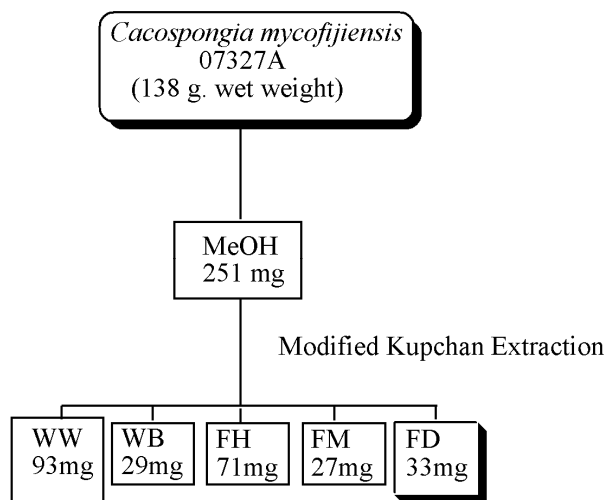 Cacospongia mycofijiensis
07327A
(138 g. wet weight)
MeOH
251 mg
Modified Kupchan Extraction
WW
93mg
WB
29mg
FH
71mg
FM
27mg
FD
33mg